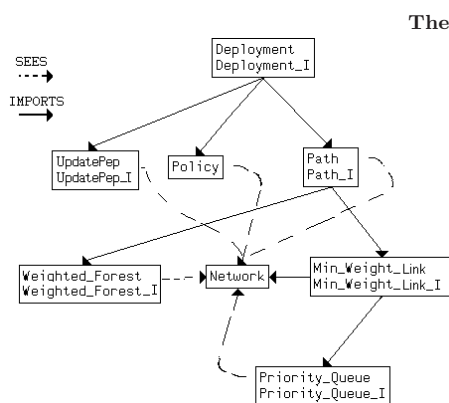 The
SEES
IMPORTS
Deployment
Deployment_I
UpdatePep
UpdatePep_I
Policy
Path
Path_I
Weighted_Forest
Weighted_Forest_I
Network
Min_Weight_Link
Min_Weight_Link_I
Priority_Queue
Priority_Queue_I